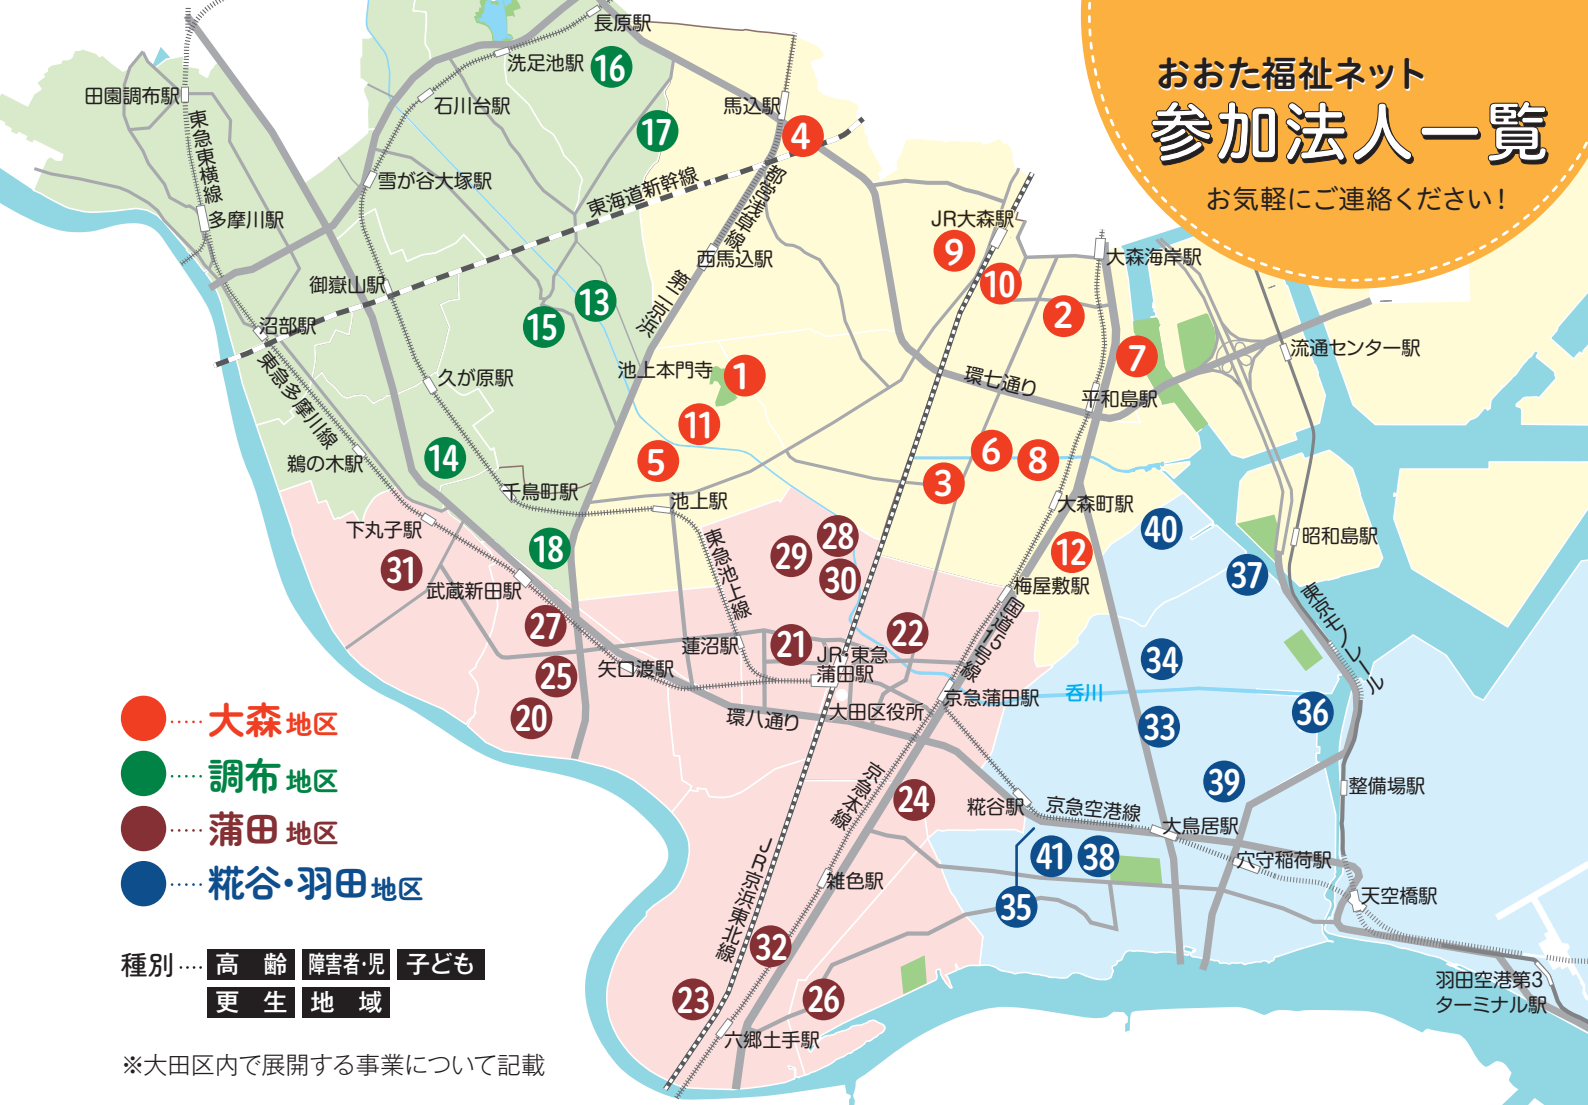 おおた福祉ネット
参加法人一覧
お気軽にご連絡ください!
長原駅
洗足池駅
16
田園調布駅
石川台駅
馬込駅
17
4
東急東横線
雪が谷大塚駅
東海道新幹線
都営浅草線
多摩川駅
JR大森駅
9
西馬込駅
大森海岸駅
御嶽山駅
10
13
第二京浜
2
15
沼部駅
流通センター駅
7
池上本門寺
1
久が原駅
環七通り
平和島駅
東急多摩川線
11
5
6
8
14
鵜の木駅
3
千鳥町駅
池上駅
大森町駅
下丸子駅
40
28
昭和島駅
18
29
12
31
東急池上線
30
37
武蔵新田駅
梅屋敷駅
国道15号線
東京モノレール
27
22
21
蓮沼駅
JR・東急
蒲田駅
34
矢口渡駅
25
呑川
京急蒲田駅
大田区役所
36
20
環八通り
33
大森地区
調布地区
蒲田地区
糀谷・羽田地区
39
整備場駅
京急本線
24
糀谷駅
京急空港線
大鳥居駅
41
38
穴守稲荷駅
雑色駅
天空橋駅
JR京浜東北線
35
32
種別
高 齢
障害者・児
子ども
更 生
地 域
羽田空港第3
ターミナル駅
23
26
六郷土手駅
※大田区内で展開する事業について記載